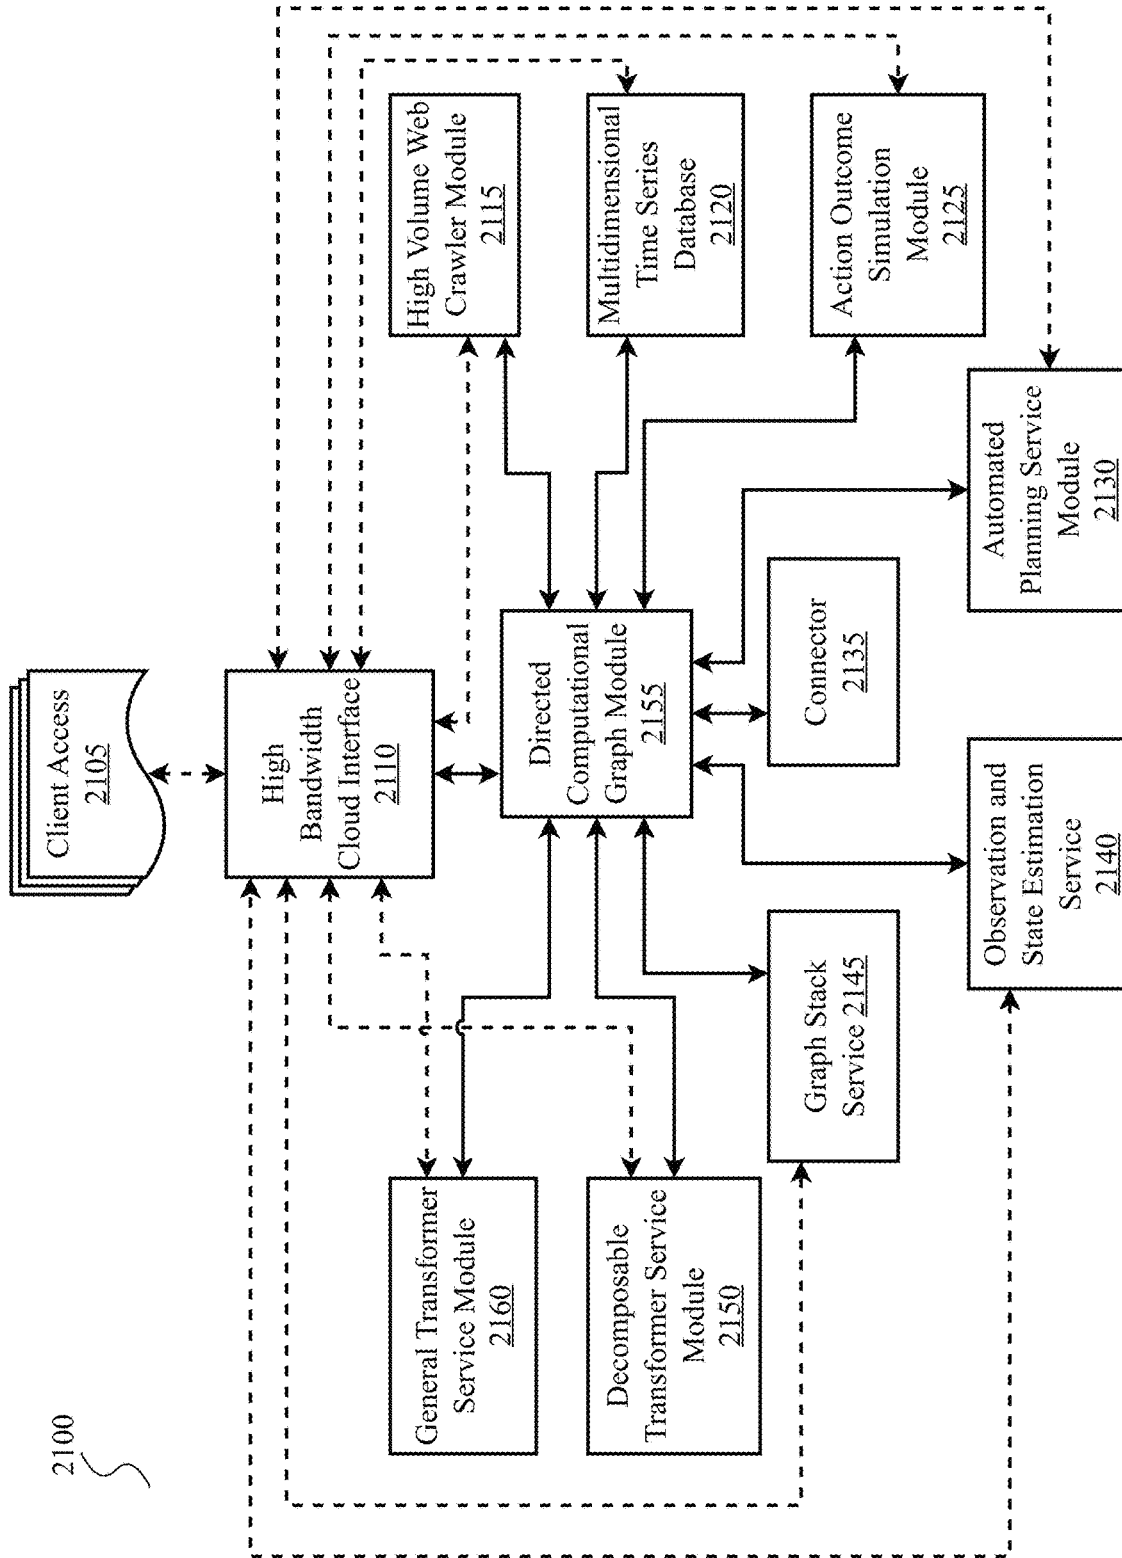 2100
Client Access
2105
High
Bandwidth
Cloud Interface
2110
High Volume Web
Crawler Module
2115
General Transformer
Service Module
2160
Directed
Computational
Graph Module
2155
Multidimensional
Time Series
Database
2120
Decomposable
Transformer Service
Module
2150
Action Outcome
Simulation
Module
2125
Graph Stack
Service 2145
Connector
2135
Observation and
State Estimation
Service
2140
Automated
Planning Service
Module
2130